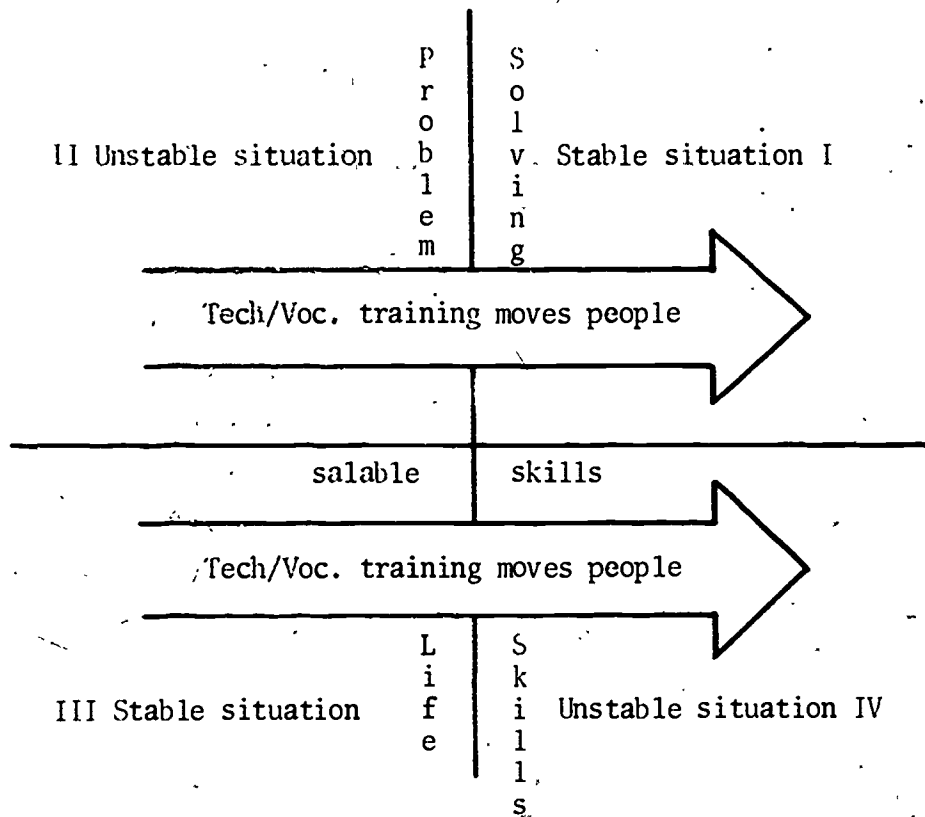 Problem Solving
II Unstable situation
Stable situation I
Tech/Voc. training moves people
salable skills
Tech/Voc. training moves people
Life Skills
III Stable situation
Unstable situation IV